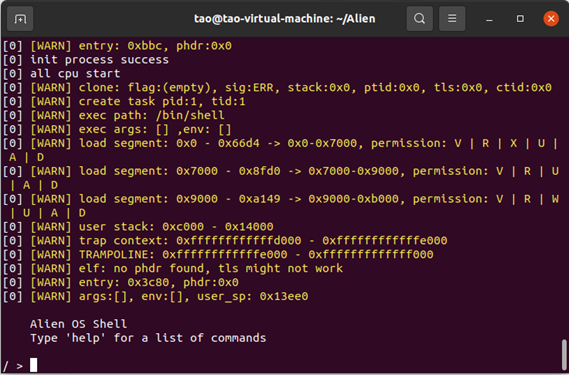 tao@tao-virtual-machine: ~/Alien
[0] [WARN] entry: 0xbbc, phdr:0x0
[0] init process success
[0] all cpu start
[0] [WARN] clone: flag:(empty), sig:ERR, stack:0x0, ptid:0x0, tls:0x0, ctid:0x0
[0] [WARN] create task pid:1, tid:1
[0] [WARN] exec path: /bin/shell
[0] [WARN] exec args: [] ,env: []
[0] [WARN] load segment: 0x0 - 0x66d4 -> 0x0-0x7000, permission: V | R | X | U |
 A | D
[0] [WARN] load segment: 0x7000 - 0x8fd0 -> 0x7000-0x9000, permission: V | R | U
 | A | D
[0] [WARN] load segment: 0x9000 - 0xa149 -> 0x9000-0xb000, permission: V | R | W
 | U | A | D
[0] [WARN] user stack: 0xc000 - 0x14000
[0] [WARN] trap context: 0xffffffffffffd000 - 0xffffffffffffe000
[0] [WARN] TRAMPOLINE: 0xffffffffffffe000 - 0xfffffffffffff000
[0] [WARN] elf: no phdr found, tls might not work
[0] [WARN] entry: 0x3c80, phdr:0x0
[0] [WARN] args:[], env:[], user_sp: 0x13ee0
Alien OS Shell
Type 'help' for a list of commands
/ >